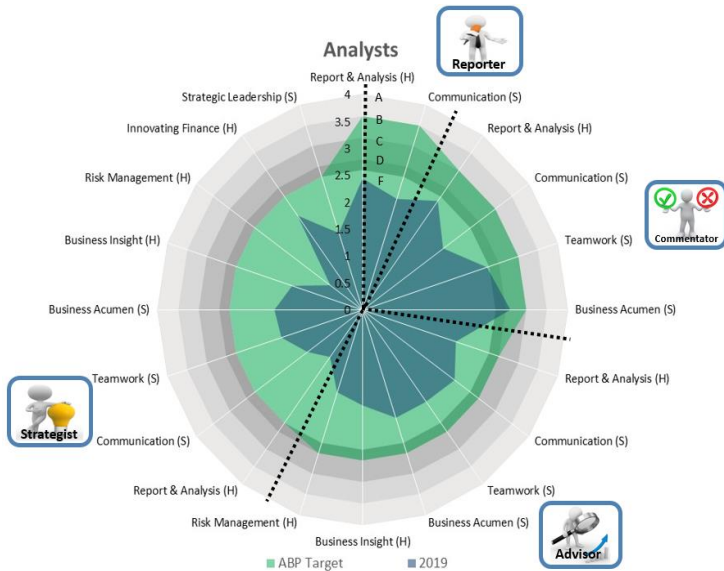 Analysts
Reporter
Report & Analysis (H)
Communication (S)
Report & Analysis (H)
Communication (S)
Commentator
Teamwork (S)
Business Acumen (S)
Report & Analysis (H)
Communication (S)
Teamwork (S)
Business Acumen (S)
Advisor
Business Insight (H)
Risk Management (H)
Report & Analysis (H)
Communication (S)
Strategist
Teamwork (S)
Business Acumen (S)
Business Insight (H)
Risk Management (H)
Innovating Finance (H)
Strategic Leadership (S)
4
3.5
3
2.5
2
1.5
1
0.5
0
A
B
C
D
F
ABP Target
2019